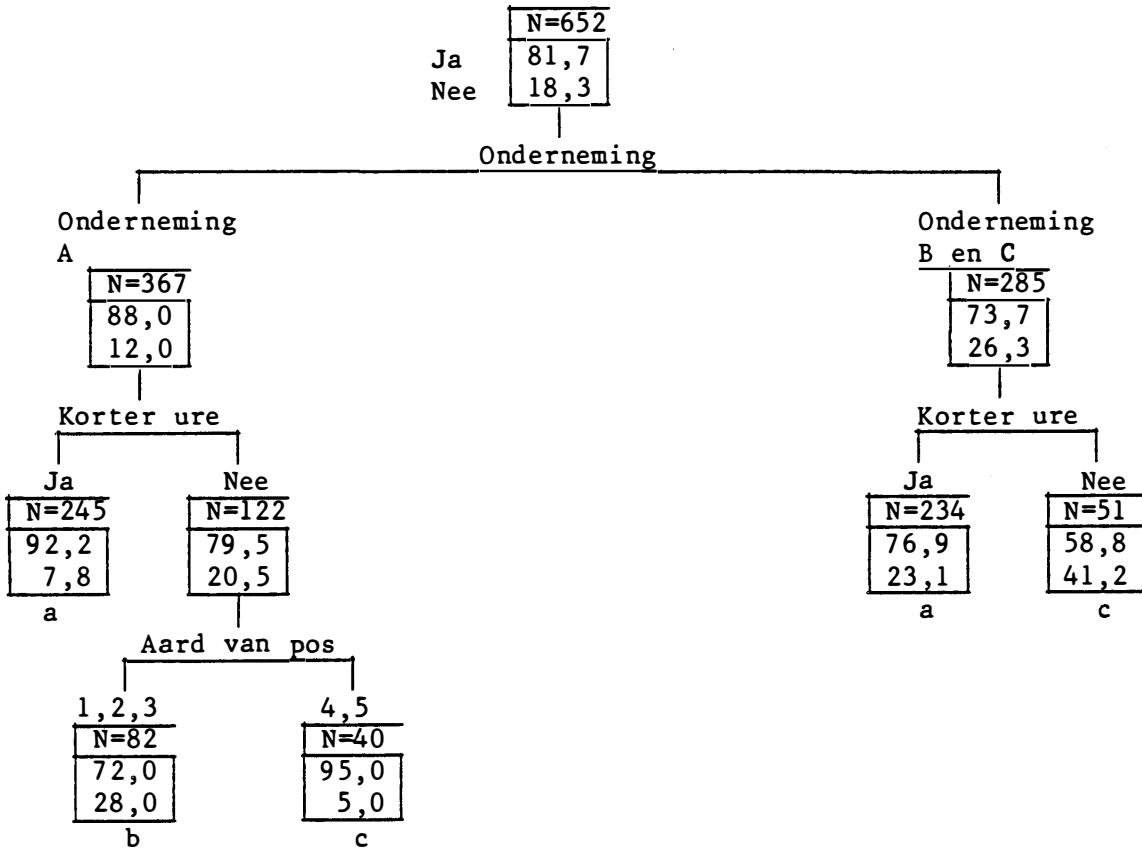 N=652
Ja 81,7
Nee 18,3
Onderneming
Onderneming
A
N=367
88,0
12,0
Onderneming
B en C
N=285
73,7
26,3
Korter ure
Ja
N=245
92,2
7,8
a
Nee
N=122
79,5
20,5
Korter ure
Ja
N=234
76,9
23,1
a
Nee
N=51
58,8
41,2
c
Aard van pos
1,2,3
N=82
72,0
28,0
b
4,5
N=40
95,0
5,0
c